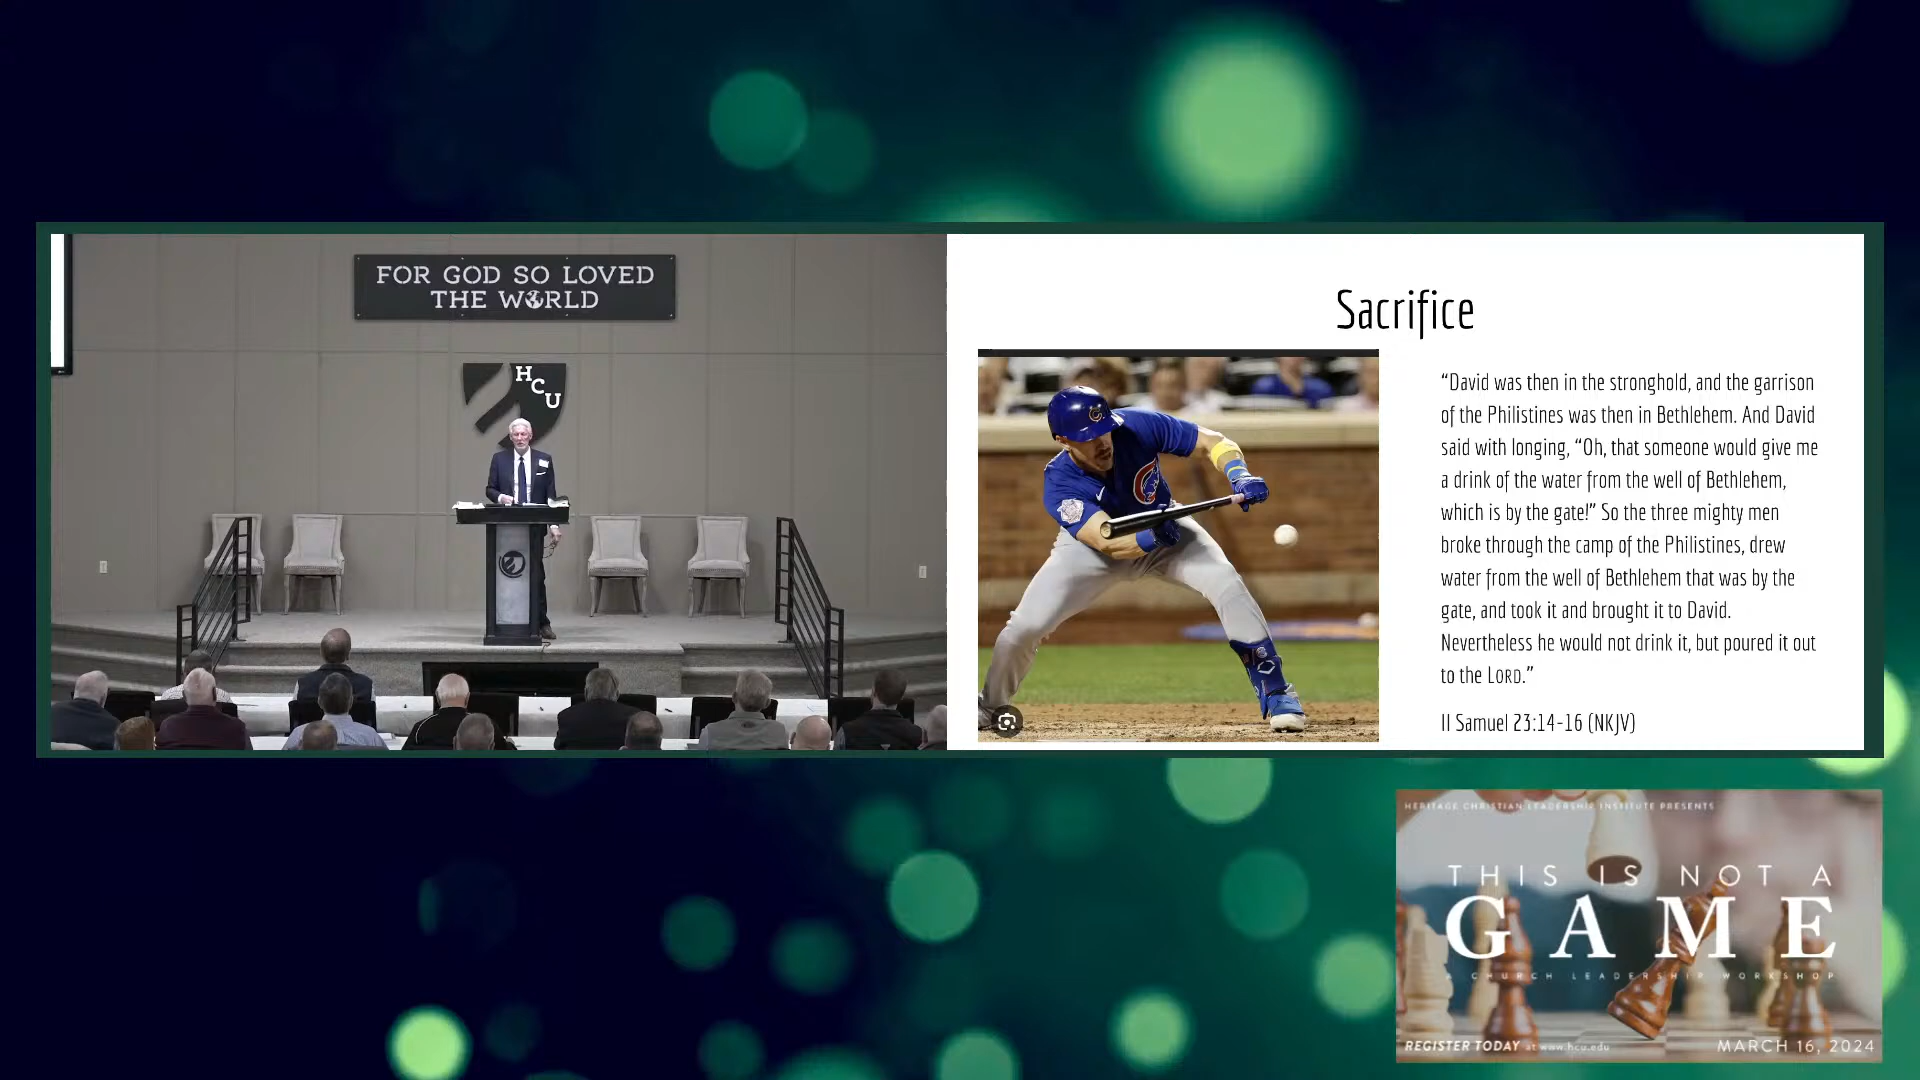 FOR GOD SO LOVED
THE WORLD
H
C
U
Sacrifice
“David was then in the stronghold, and the garrison
of the Philistines was then in Bethlehem. And David
said with longing, “Oh, that someone would give me
a drink of the water from the well of Bethlehem,
which is by the gate!” So the three mighty men
broke through the camp of the Philistines, drew
water from the well of Bethlehem that was by the
gate, and took it and brought it to David.
Nevertheless he would not drink it, but poured it out
to the LORD.”
II Samuel 23:14-16 (NKJV)
HERITAGE CHRISTIAN LEADERSHIP INSTITUTE PRESENTS
THIS IS NOT A
GAME
A CHURCH LEADERSHIP WORKSHOP
REGISTER TODAY at www.hcu.edu
MARCH 16, 2024